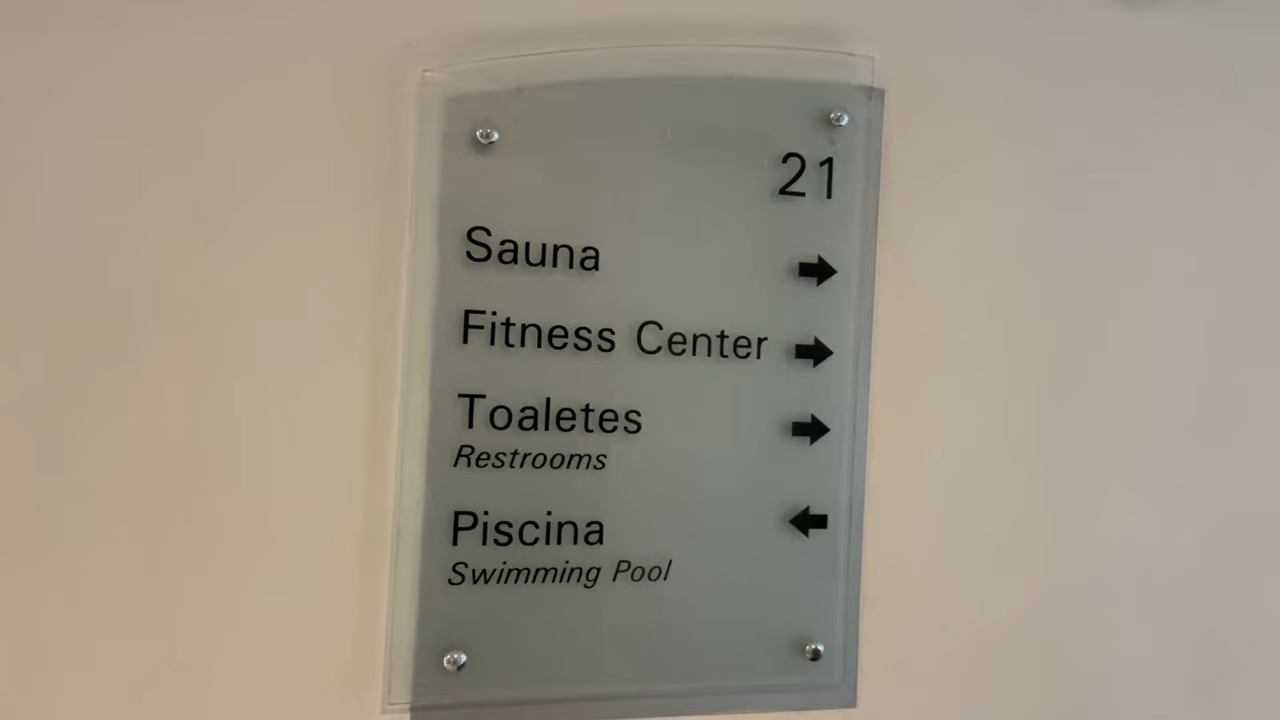 21
Sauna
Fitness Center
Toaletes
Restrooms
Piscina
Swimming Pool